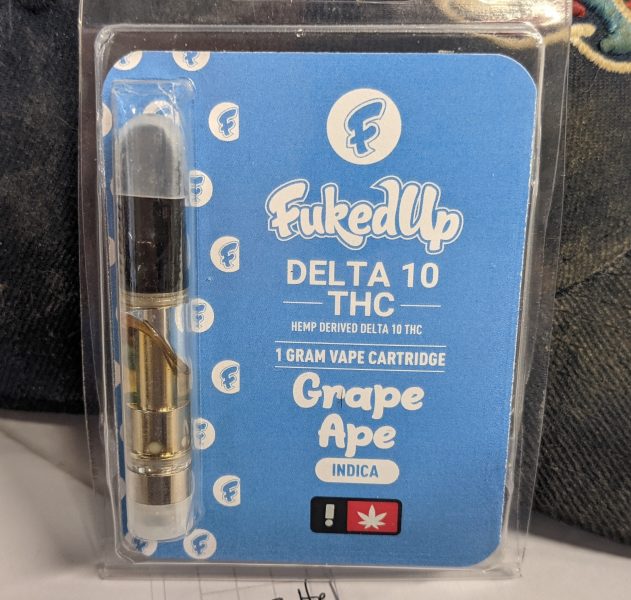 FukedUp
DELTA 10
THC
HEMP DERIVED DELTA 10 THC
1 GRAM VAPE CARTRIDGE
Grape
Ape
INDICA
!